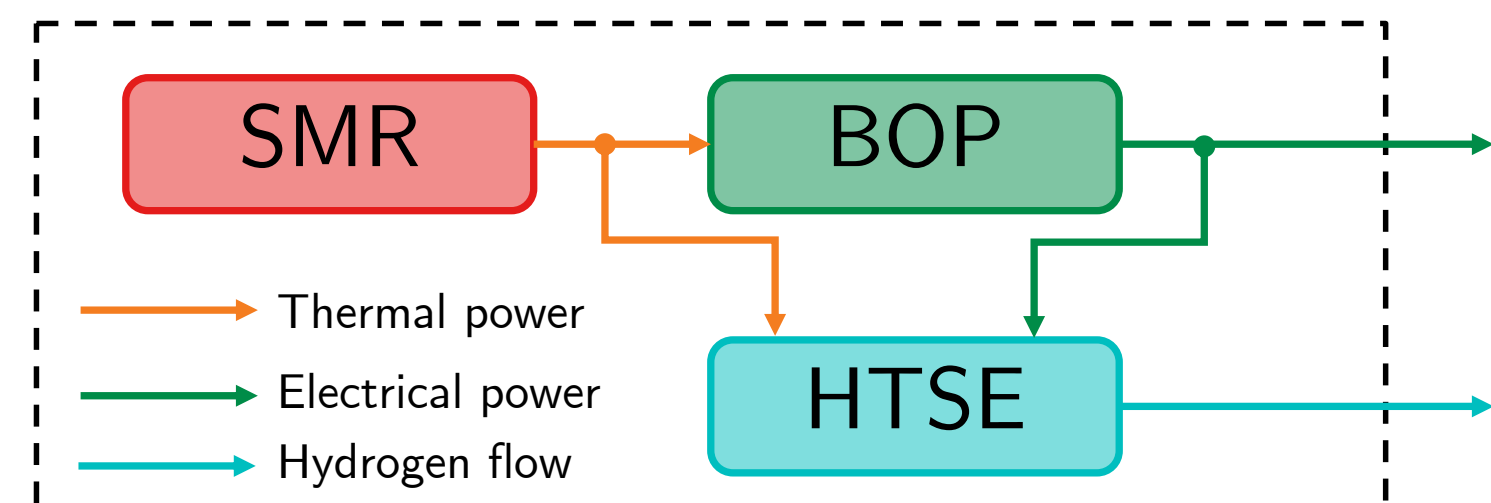 SMR
BOP
Thermal power
Electrical power
HTSE
Hydrogen flow